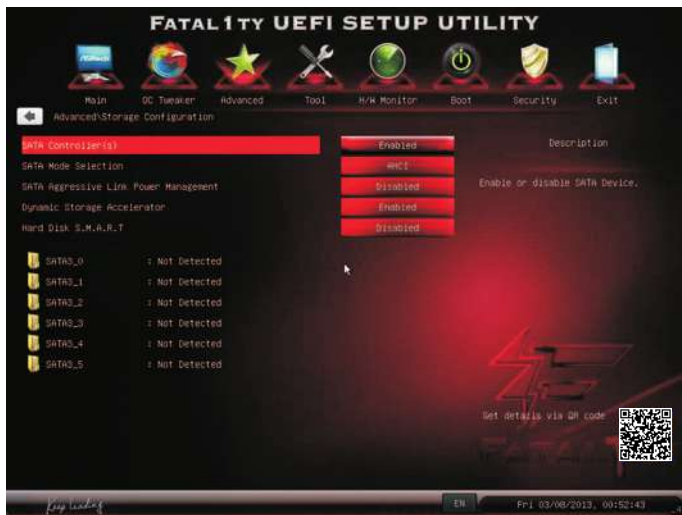 FATAL1TY UEFI SETUP UTILITY
Main OC Tweaker Advanced Tool H/W Monitor Boot Security Exit
Advanced\Storage Configuration
SATA Controller(s) Enabled
Description
SATA Mode Selection AHCI
SATA Aggressive Link Power Management Disabled
Enable or disable SATA Device.
Dynamic Storage Accelerator Enabled
Hard Disk S.M.A.R.T Disabled
SATA3_0 : Not Detected
SATA3_1 : Not Detected
SATA3_2 : Not Detected
SATA3_3 : Not Detected
SATA3_4 : Not Detected
SATA3_5 : Not Detected
Get details via QR code
Keep Leading
EN Fri 03/08/2013, 00:52:43